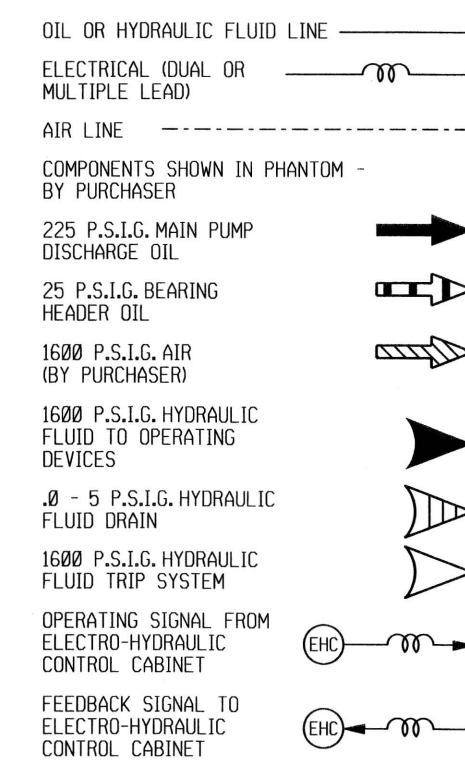 OIL OR HYDRAULIC FLUID LINE
ELECTRICAL (DUAL OR
MULTIPLE LEAD)
AIR LINE
COMPONENTS SHOWN IN PHANTOM -
BY PURCHASER
225 P.S.I.G. MAIN PUMP
DISCHARGE OIL
25 P.S.I.G. BEARING
HEADER OIL
1600 P.S.I.G. AIR
(BY PURCHASER)
1600 P.S.I.G. HYDRAULIC
FLUID TO OPERATING
DEVICES
.0 - 5 P.S.I.G. HYDRAULIC
FLUID DRAIN
1600 P.S.I.G. HYDRAULIC
FLUID TRIP SYSTEM
OPERATING SIGNAL FROM
ELECTRO-HYDRAULIC
CONTROL CABINET
EHC
FEEDBACK SIGNAL TO
ELECTRO-HYDRAULIC
CONTROL CABINET
EHC